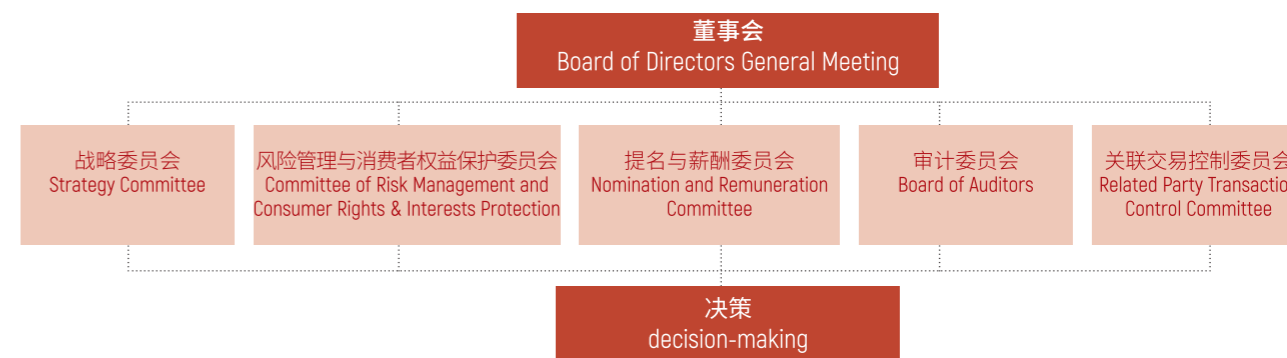 董事会
Board of Directors General Meeting
战略委员会
Strategy Committee
风险管理与消费者权益保护委员会
Committee of Risk Management and
Consumer Rights & Interests Protection
提名与薪酬委员会
Nomination and Remuneration
Committee
审计委员会
Board of Auditors
关联交易控制委员会
Related Party Transactio
Control Committee
决策
decision-making